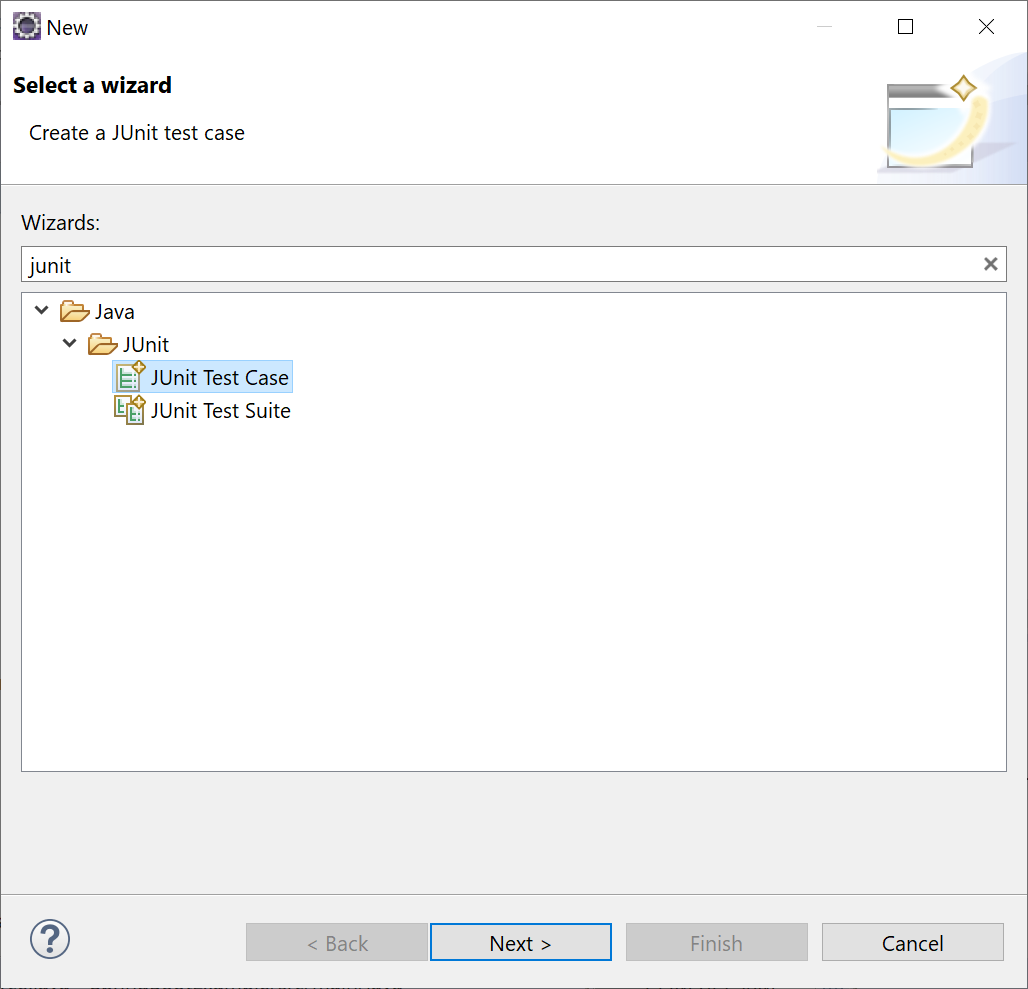 New
Select a wizard
Create a JUnit test case
Wizards:
junit
Java
JUnit
JUnit Test Case
JUnit Test Suite
< Back Next > Finish Cancel